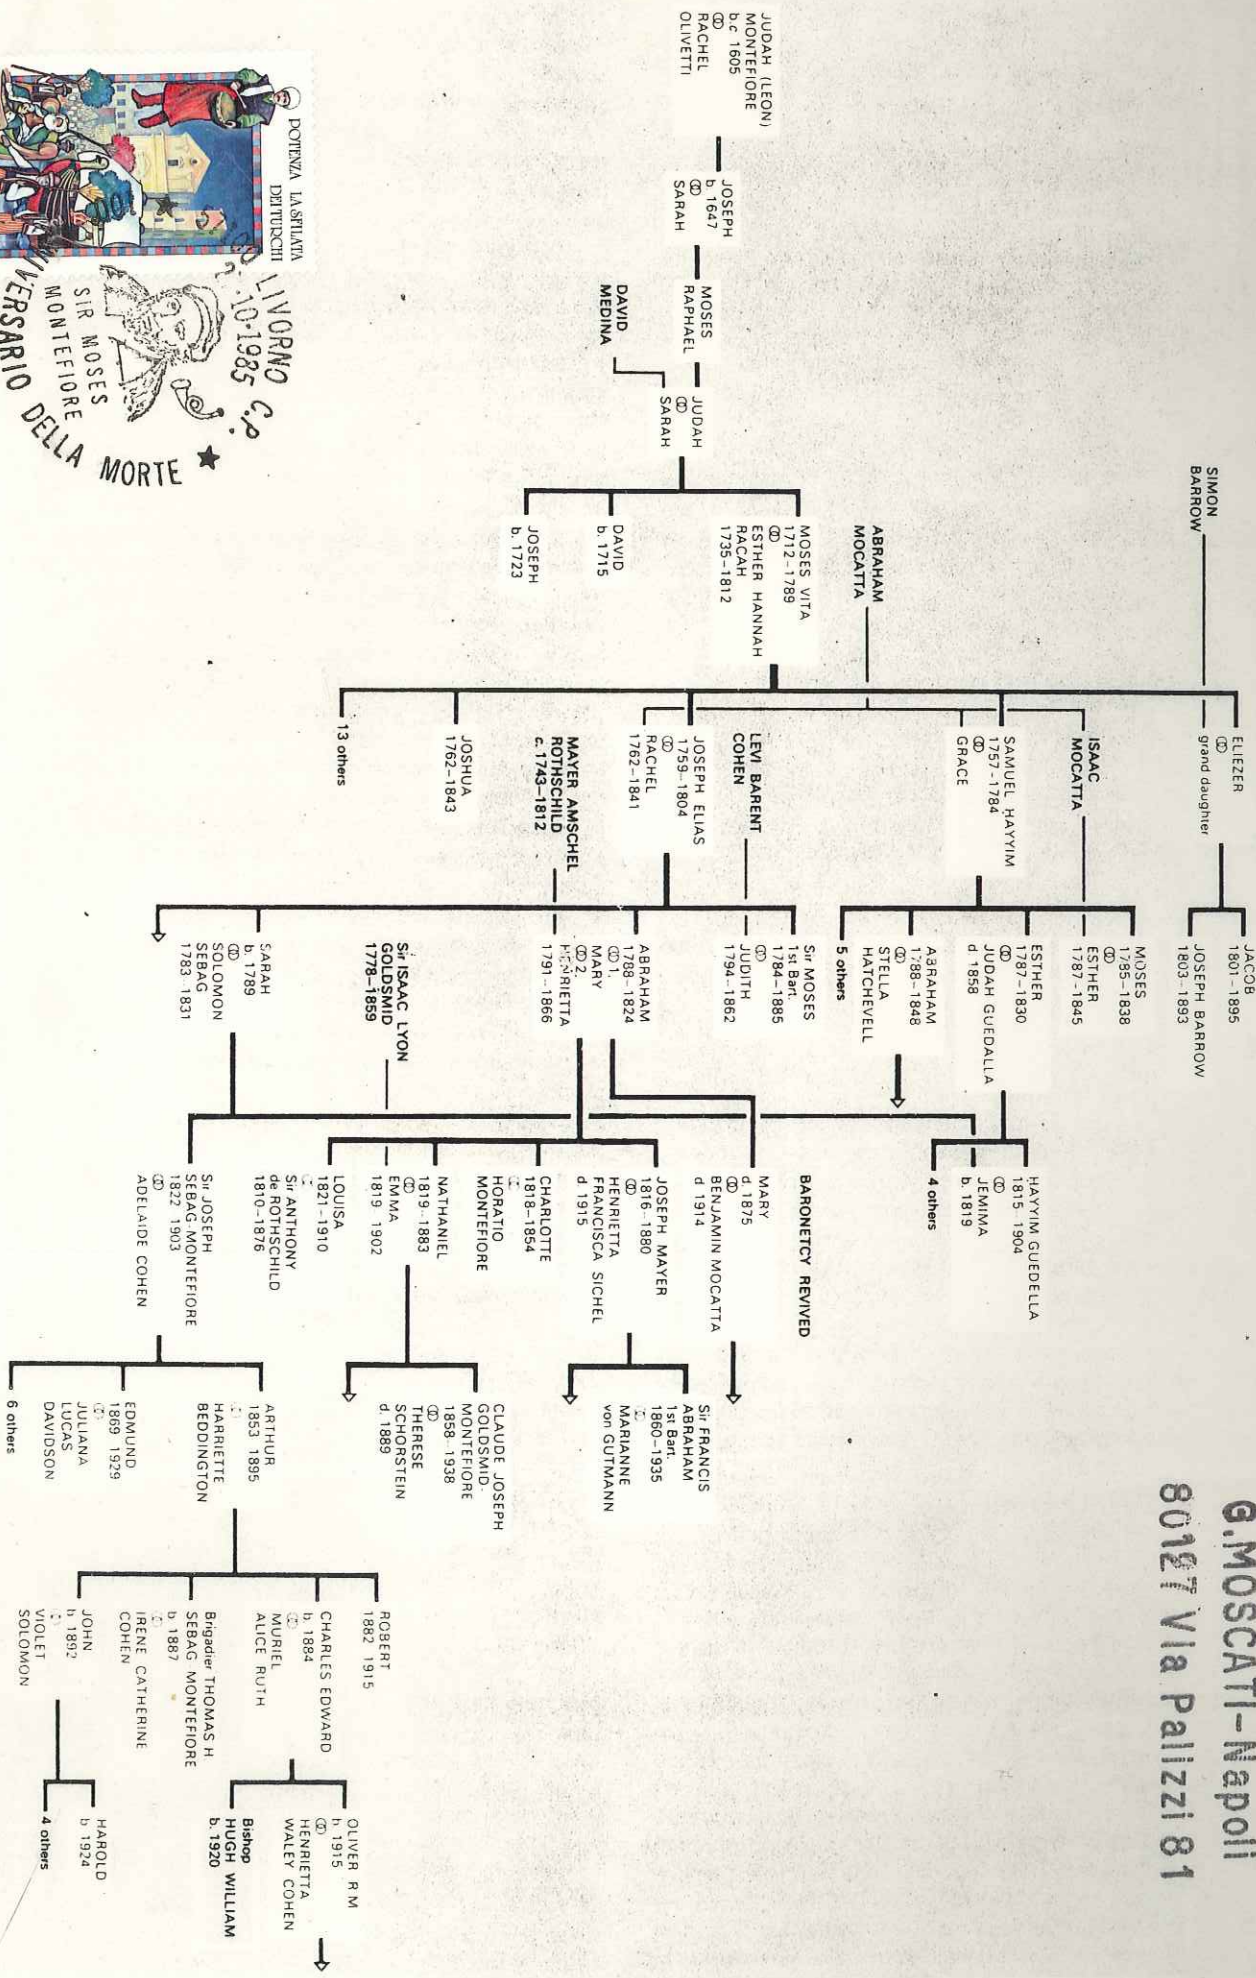 G.MOSCATI-Napoli
80127 Via Palizzi 81
JUDAH (LEON)
MONTEFIORE
b.c 1605
RACHEL
OLIVETTI
JOSEPH
b. 1647
SARAH
MOSES
RAPHAEL
DAVID
MEDINA
JUDAH
SARAH
MOSES VITA
1712-1789
ESTHER HANNAH
RACAH
1735-1812
DAVID
b. 1715
JOSEPH
b. 1723
SIMON
BARROW
ABRAHAM
MOCATTA
ELIEZER
grand daughter
ISAAC
MOCATTA
SAMUEL HAYYIM
1757-1784
GRACE
LEVI BARENT
COHEN
JOSEPH ELIAS
1759-1804
RACHEL
1762-1841
MAYER AMSCHEL
ROTHSCHILD
c. 1743-1812
JOSHUA
1762-1843
13 others
JACOB
1801-1895
JOSEPH BARROW
1803-1893
MOSES
1785-1838
ESTHER
1787-1845
ESTHER
1787-1830
JUDAH GUEDALLA
d. 1858
ABRAHAM
1788-1848
STELLA
HATCHEVELL
5 others
Sir MOSES
1st Bart.
1784-1885
JUDITH
1794-1862
ABRAHAM
1788-1824
1.
MARY
2.
HENRIETTA
1791-1866
Sir ISAAC LYON
GOLDSMID
1778-1859
SARAH
b. 1789
SOLOMON
SEBAG
1783-1831
HAYYIM GUEDELLA
1815-1904
JEMIMA
b. 1819
4 others
BARONETCY REVIVED
MARY
d. 1875
BENJAMIN MOCATTA
d 1914
JOSEPH MAYER
1816-1880
HENRIETTA
FRANCISCA SICHEL
d 1915
CHARLOTTE
1818-1854
HORATIO
MONTEFIORE
NATHANIEL
1819-1883
EMMA
1819 1902
LOUISA
1821-1910
Sir ANTHONY
de ROTHSCHILD
1810-1876
Sir JOSEPH
SEBAG-MONTEFIORE
1822 1903
ADELAIDE COHEN
Sir FRANCIS
ABRAHAM
1st Bart.
1860-1935
MARIANNE
von GUTMANN
CLAUDE JOSEPH
GOLDSMID-
MONTEFIORE
1858-1938
THERESE
SCHORSTEIN
d. 1889
ARTHUR
1853 1895
HARRIETTE
BEDDINGTON
EDMUND
1869 1929
JULIANA
LUCAS
DAVIDSON
6 others
ROBERT
1882 1915
CHARLES EDWARD
b 1884
MURIEL
ALICE RUTH
Brigadier THOMAS H.
SEBAG MONTEFIORE
b 1887
IRENE CATHERINE
COHEN
JOHN
b 1892
VIOLET
SOLOMON
OLIVER R M
b 1915
HENRIETTA
WALEY COHEN
Bishop
HUGH WILLIAM
b. 1920
HAROLD
b 1924
4 others
POTENZA LA SFILATA
DEI TURCHI
LIVORNO C.P.
10-1985
SIR MOSES
MONTEFIORE
VERSARIO DELLA MORTE